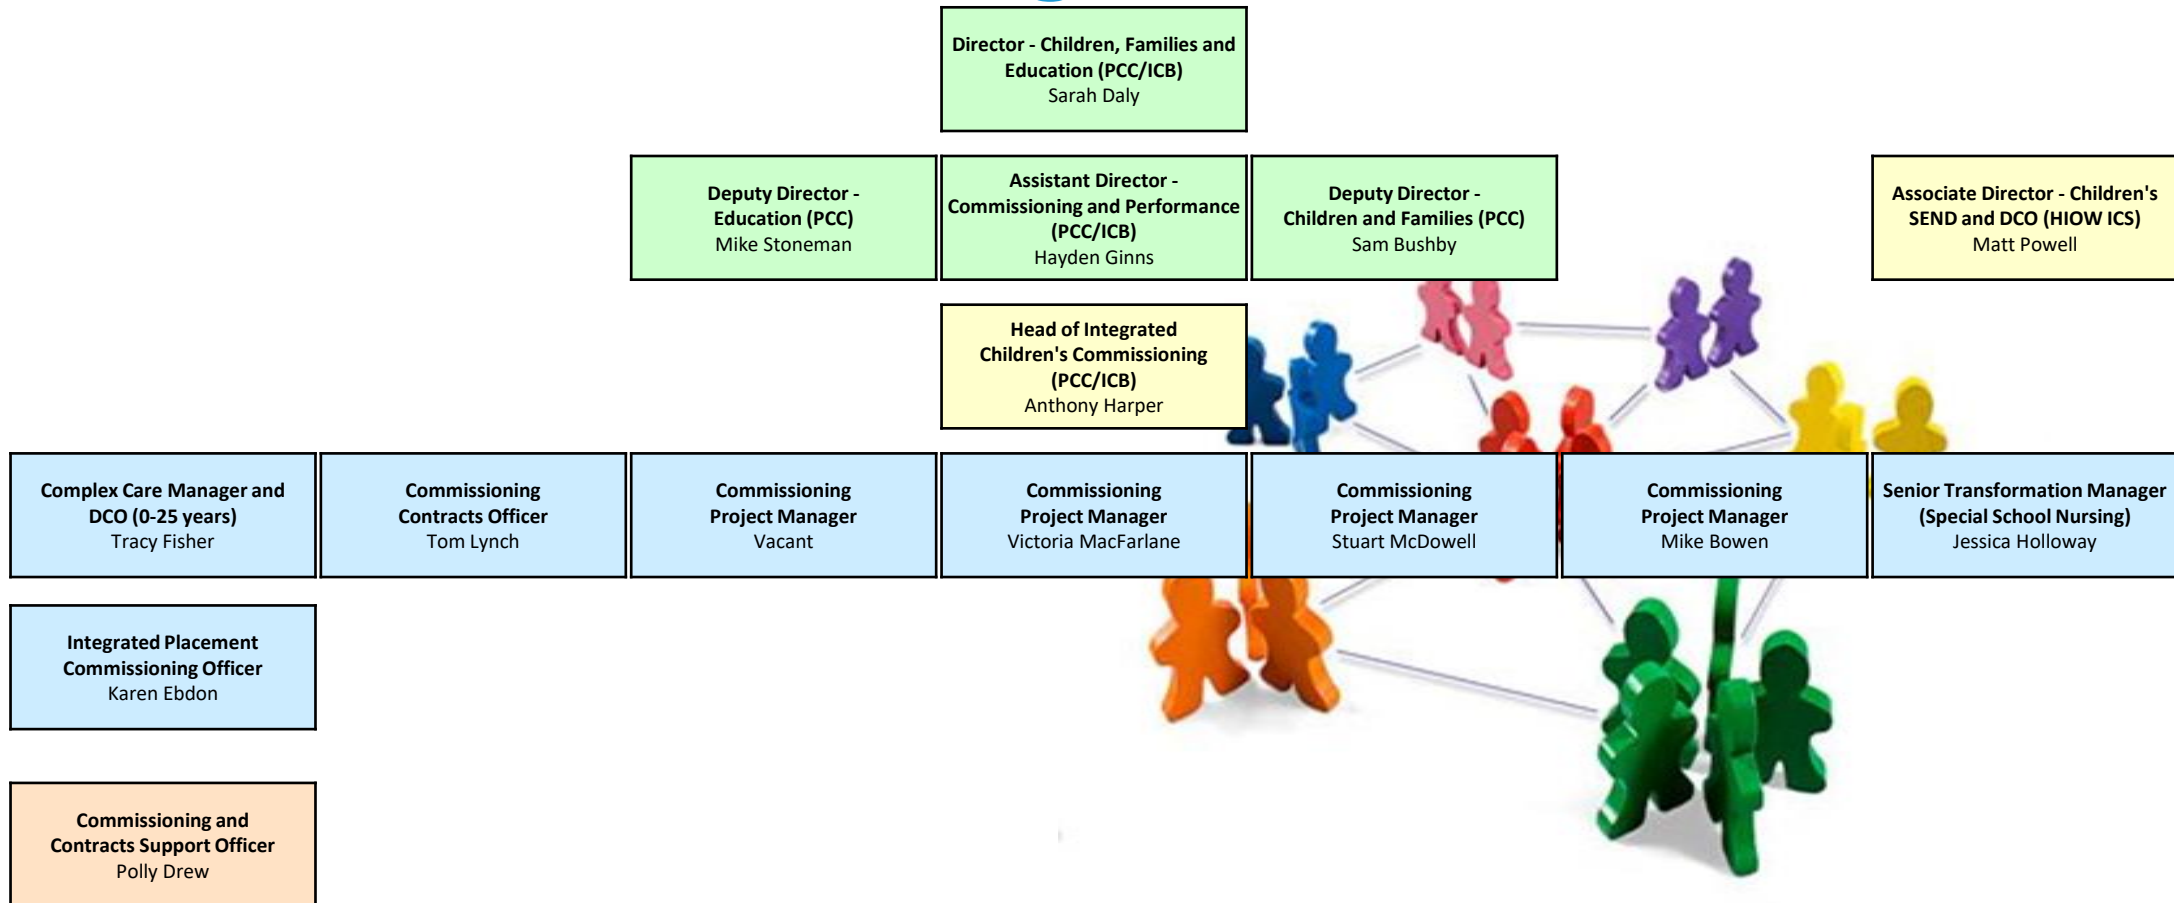 Director - Children, Families and
Education (PCC/ICB)
Sarah Daly
Deputy Director -
Education (PCC)
Mike Stoneman
Assistant Director -
Commissioning and Performance
(PCC/ICB)
Hayden Ginns
Deputy Director -
Children and Families (PCC)
Sam Bushby
Associate Director - Children's
SEND and DCO (HIOW ICS)
Matt Powell
Head of Integrated
Children's Commissioning
(PCC/ICB)
Anthony Harper
Complex Care Manager and
DCO (0-25 years)
Tracy Fisher
Commissioning
Contracts Officer
Tom Lynch
Commissioning
Project Manager
Vacant
Commissioning
Project Manager
Victoria MacFarlane
Commissioning
Project Manager
Stuart McDowell
Commissioning
Project Manager
Mike Bowen
Senior Transformation Manager
(Special School Nursing)
Jessica Holloway
Integrated Placement
Commissioning Officer
Karen Ebdon
Commissioning and
Contracts Support Officer
Polly Drew